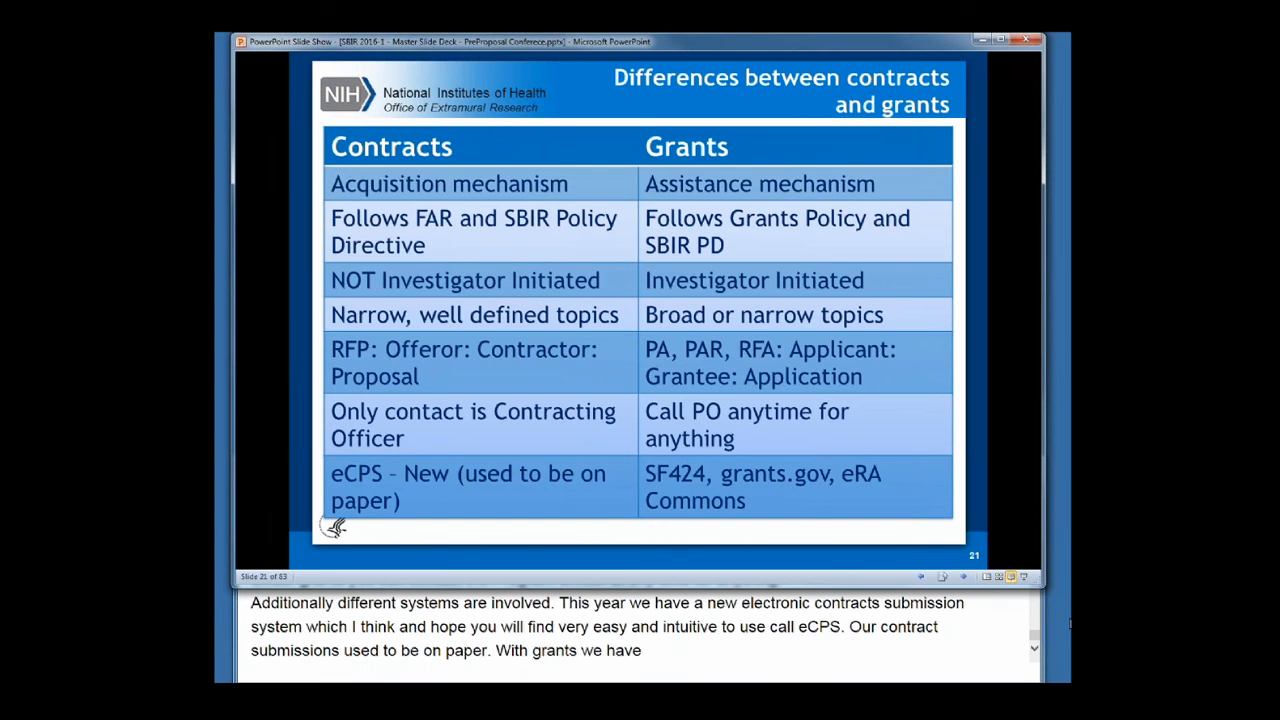 PowerPoint Slide Show - [SBIR 2016-1 - Master Slide Deck - PreProposal Conferece.pptx] - Microsoft PowerPoint
NIH
National Institutes of Health
Office of Extramural Research
Differences between contracts
and grants
Contracts
Grants
Acquisition mechanism
Assistance mechanism
Follows FAR and SBIR Policy
Directive
Follows Grants Policy and
SBIR PD
NOT Investigator Initiated
Investigator Initiated
Narrow, well defined topics
Broad or narrow topics
RFP: Offeror: Contractor:
Proposal
PA, PAR, RFA: Applicant:
Grantee: Application
Only contact is Contracting
Officer
Call PO anytime for
anything
eCPS – New (used to be on
paper)
SF424, grants.gov, eRA
Commons
21
Slide 21 of 83
Additionally different systems are involved. This year we have a new electronic contracts submission
system which I think and hope you will find very easy and intuitive to use call eCPS. Our contract
submissions used to be on paper. With grants we have